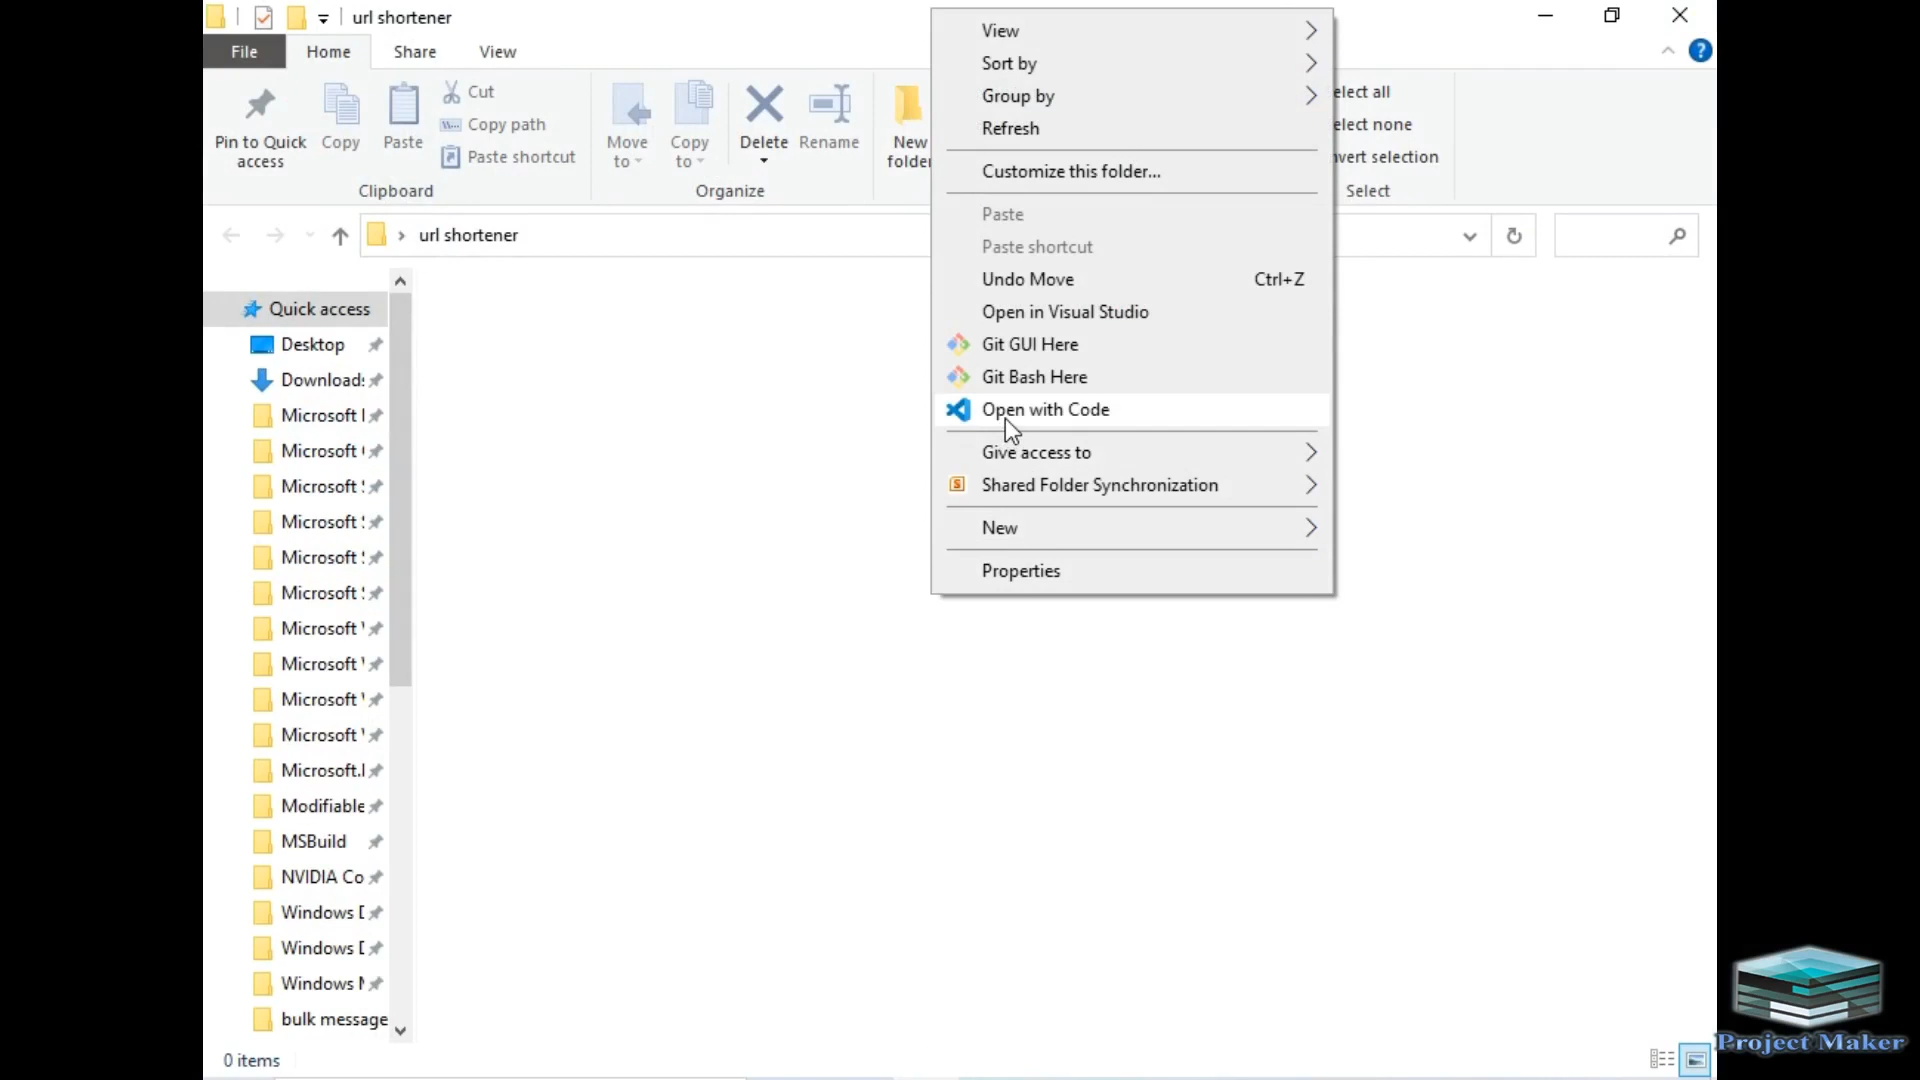 url shortener
File Home Share View
Pin to Quick access
Copy
Paste
Cut
Copy path
Paste shortcut
Clipboard
Move to
Copy to
Delete
Rename
Organize
New folder
elect all
elect none
nvert selection
Select
url shortener
Quick access
Desktop
Downloads
Microsoft I
Microsoft (
Microsoft S
Microsoft S
Microsoft S
Microsoft S
Microsoft V
Microsoft V
Microsoft V
Microsoft V
Microsoft.I
Modifiable
MSBuild
NVIDIA Co
Windows D
Windows D
Windows N
bulk message
0 items
View
Sort by
Group by
Refresh
Customize this folder...
Paste
Paste shortcut
Undo Move Ctrl+Z
Open in Visual Studio
Git GUI Here
Git Bash Here
Open with Code
Give access to
Shared Folder Synchronization
New
Properties
Project Maker